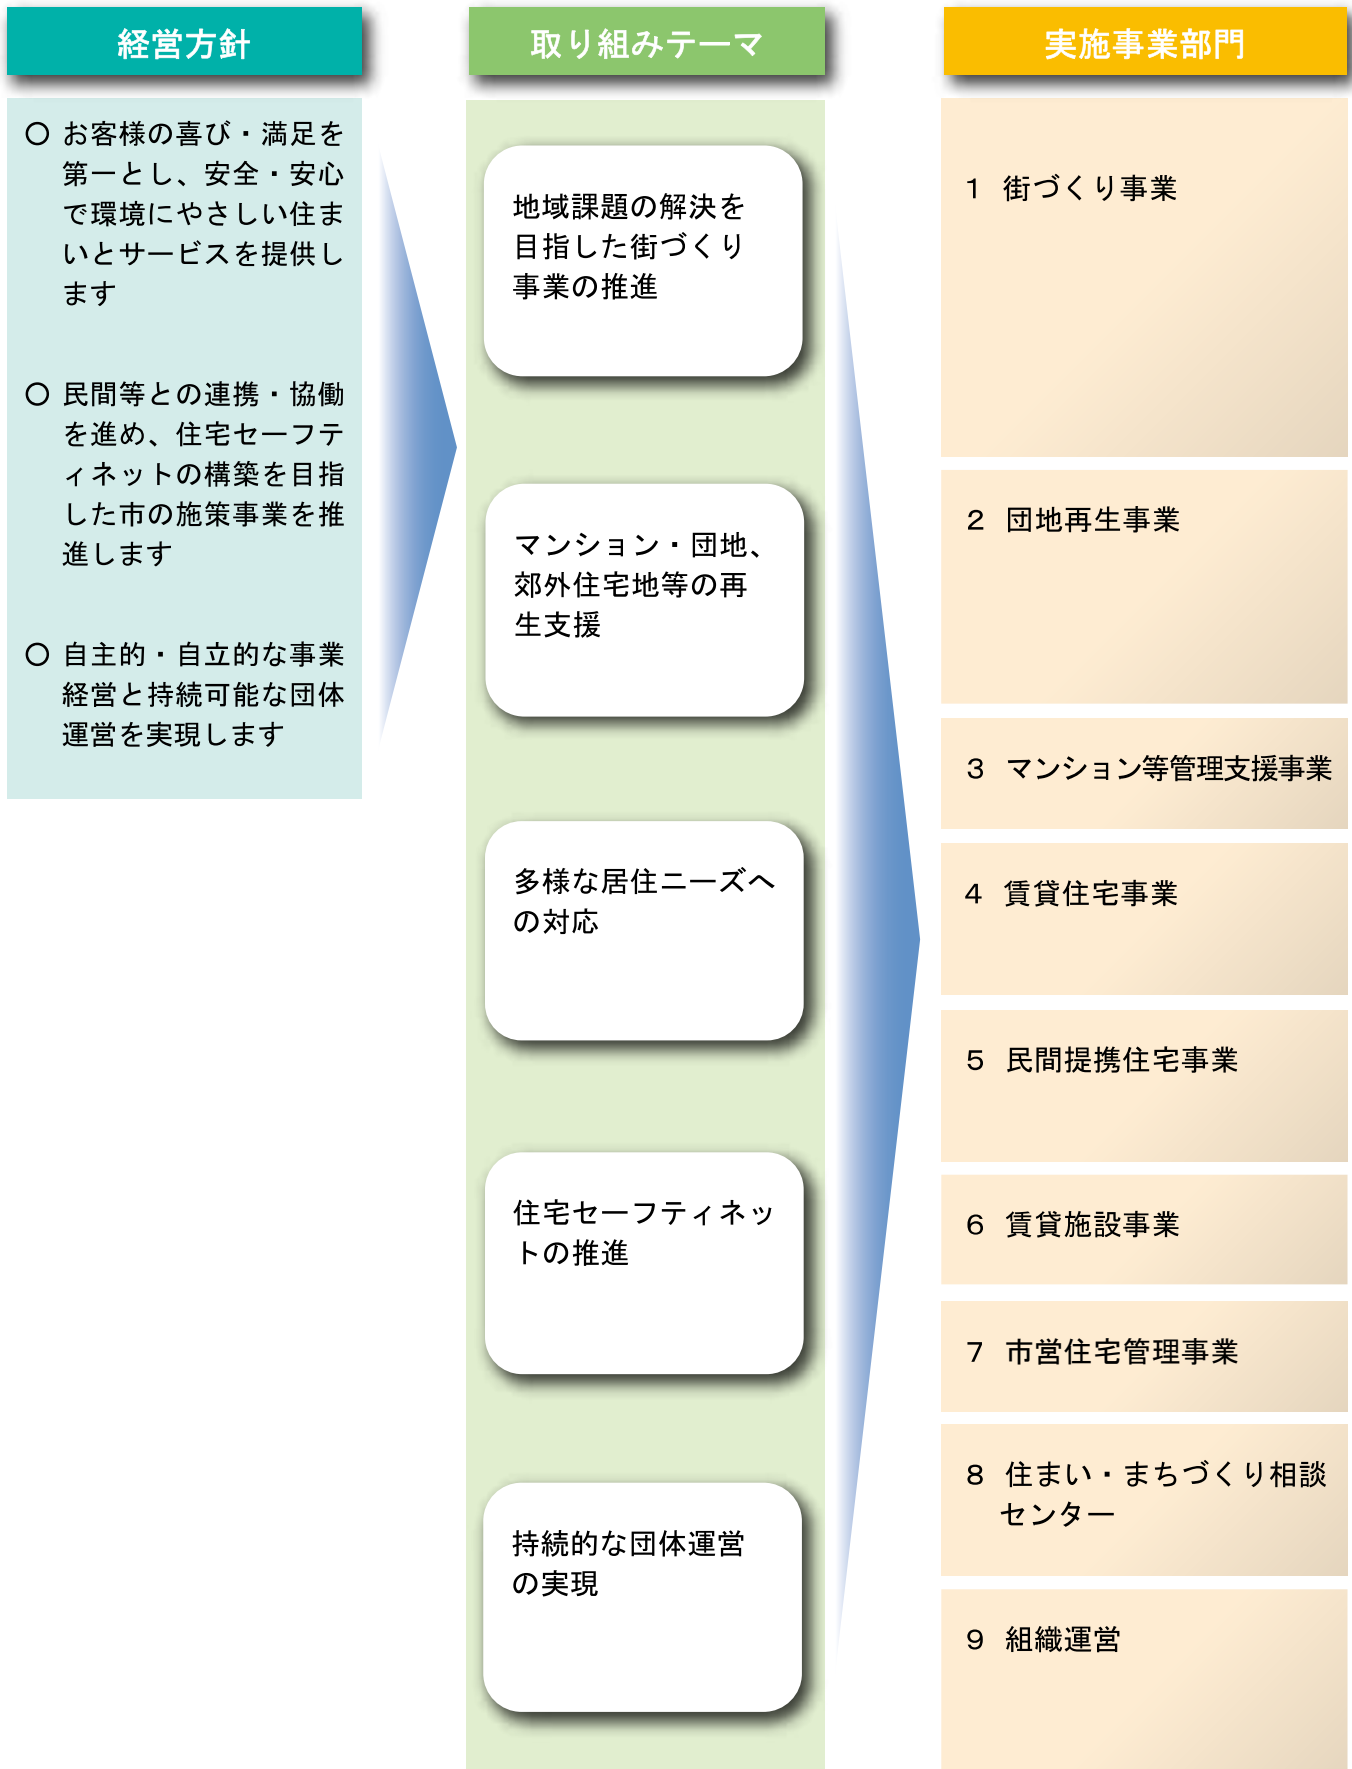 経営方針
〇 お客様の喜び・満足を
第一とし、安全・安心
で環境にやさしい住ま
いとサービスを提供し
ます
〇 民間等との連携・協働
を進め、住宅セーフテ
ィネットの構築を目指
した市の施策事業を推
進します
〇 自主的・自立的な事業
経営と持続可能な団体
運営を実現します
取り組みテーマ
地域課題の解決を
目指した街づくり
事業の推進
マンション・団地、
郊外住宅地等の再
生支援
多様な居住ニーズへ
の対応
住宅セーフティネッ
トの推進
持続的な団体運営
の実現
実施事業部門
1 街づくり事業
2 団地再生事業
3 マンション等管理支援事業
4 賃貸住宅事業
5 民間提携住宅事業
6 賃貸施設事業
7 市営住宅管理事業
8 住まい・まちづくり相談
センター
9 組織運営